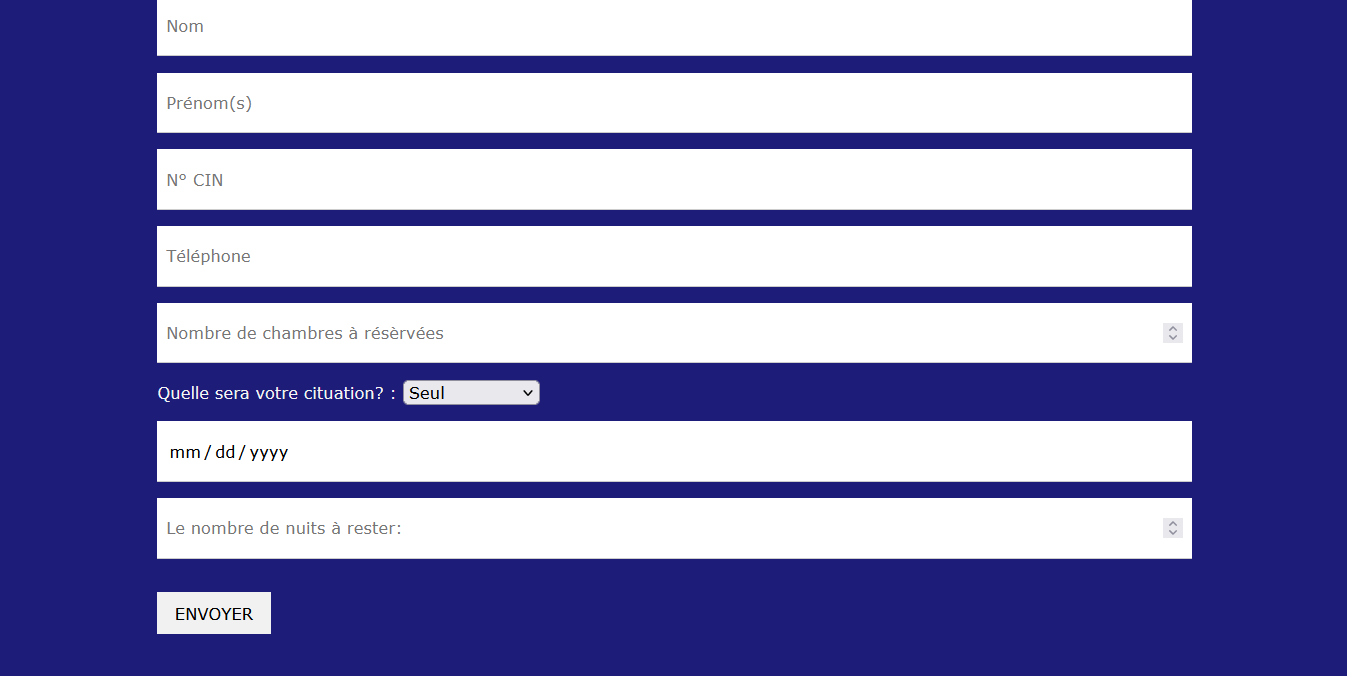 Nom
Prénom(s)
N° CIN
Téléphone
Nombre de chambres à résèrvées
Quelle sera votre cituation? : Seul
mm/dd/yyyy
Le nombre de nuits à rester:
ENVOYER